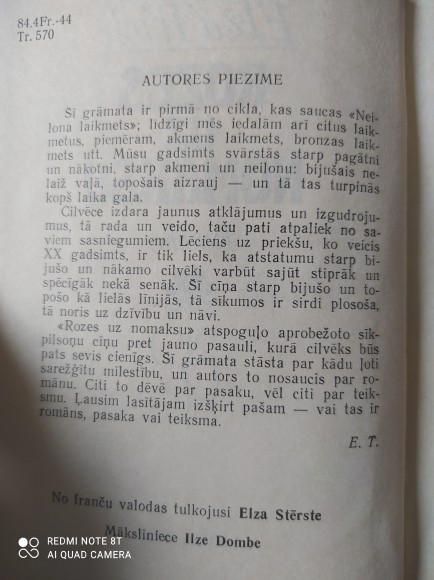 84.4Fr.-44
Tr. 570
AUTORES PIEZĪME
Šī grāmata ir pirmā no cikla, kas saucas «Nei-
lona laikmets»; līdzīgi mēs iedalām arī citus laik-
metus, piemēram, akmens laikmets, bronzas laik-
mets utt. Mūsu gadsimts svārstās starp pagātni
un nākotni, starp akmeni un neilonu: bijušais ne-
laiž vaļā, topošais aizrauj — un tā tas turpinās
kopš laika gala.
Cilvēce izdara jaunus atklājumus un izgudroju-
mus, tā rada un veido, taču pati atpaliek no sa-
viem sasniegumiem. Lēciens uz priekšu, ko veicis
XX gadsimts, ir tik liels, ka atstatumu starp bi-
jušo un nākamo cilvēki varbūt sajūt stiprāk un
spēcīgāk nekā senāk. Šī cīņa starp bijušo un to-
pošo kā lielās līnijās, tā sīkumos ir sirdi plosoša,
tā noris uz dzīvību un nāvi.
«Rozes uz nomaksu» atspoguļo aprobežoto sīk-
pilsoņu cīņu pret jauno pasauli, kurā cilvēks būs
pats sevis cienīgs. Šī grāmata stāsta par kādu ļoti
sarežģītu mīlestību, un autors to nosaucis par ro-
mānu. Citi to dēvē par pasaku, vēl citi par teik-
smu. Ļausim lasītājam izšķirt pašam — vai tas ir
romāns, pasaka vai teiksma.
E. T.
No franču valodas tulkojusi Elza Stērste
Māksliniece Ilze Dombe
REDMI NOTE 8T
AI QUAD CAMERA